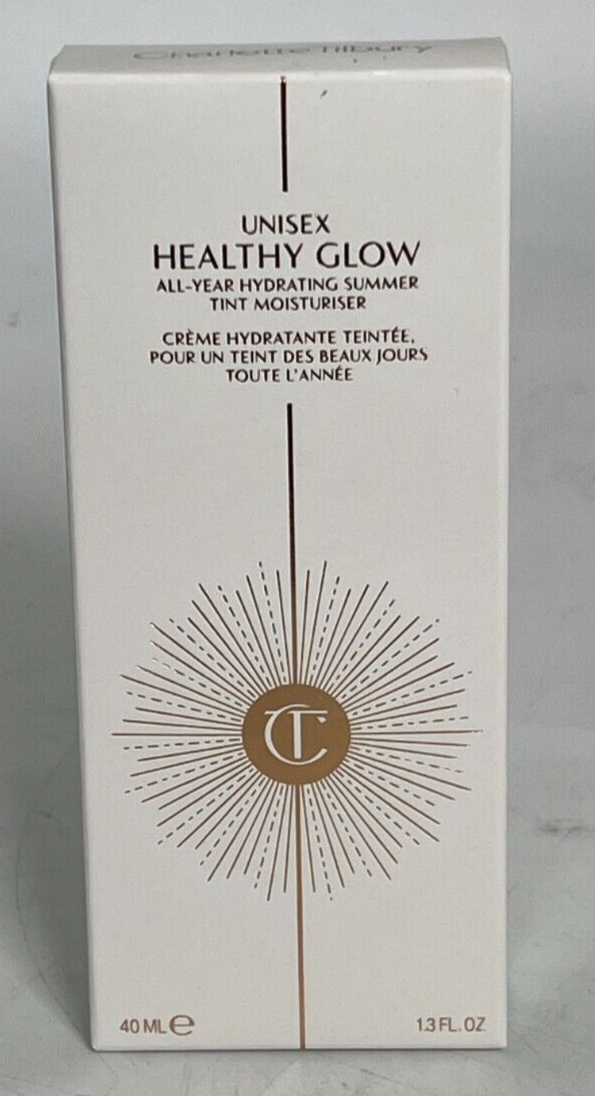 Charlotte Tilbury
UNISEX
HEALTHY GLOW
ALL-YEAR HYDRATING SUMMER
TINT MOISTURISER
CRÈME HYDRATANTE TEINTÉE,
POUR UN TEINT DES BEAUX JOURS
TOUTE L'ANNÉE
CT
40 ML ℮
1.3 FL. OZ